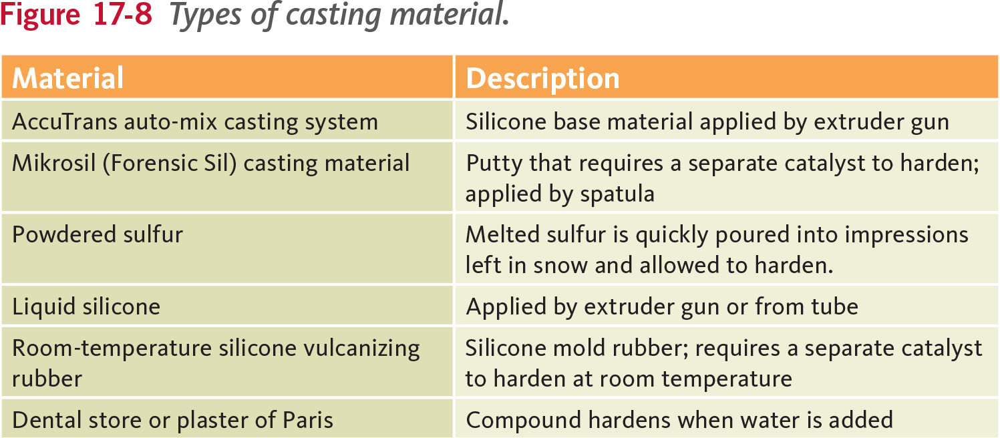 Figure 17-8 Types of casting material.
Material
Description
AccuTrans auto-mix casting system
Silicone base material applied by extruder gun
Mikrosil (Forensic Sil) casting material
Putty that requires a separate catalyst to harden;
applied by spatula
Powdered sulfur
Melted sulfur is quickly poured into impressions
left in snow and allowed to harden.
Liquid silicone
Applied by extruder gun or from tube
Room-temperature silicone vulcanizing
rubber
Silicone mold rubber; requires a separate catalyst
to harden at room temperature
Dental store or plaster of Paris
Compound hardens when water is added